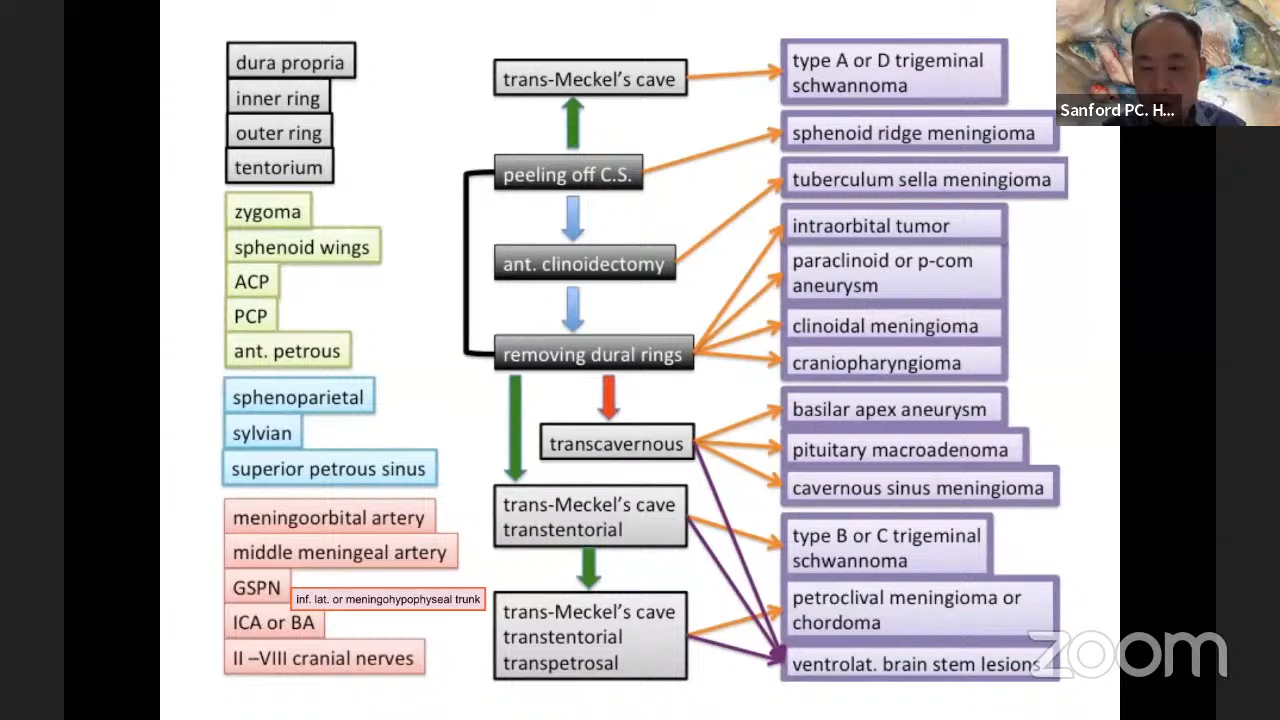 dura propria
inner ring
outer ring
tentorium
zygoma
sphenoid wings
ACP
PCP
ant. petrous
sphenoparietal
sylvian
superior petrous sinus
meningoorbital artery
middle meningeal artery
GSPN
inf. lat. or meningohypophyseal trunk
ICA or BA
II –VIII cranial nerves
trans-Meckel's cave
peeling off C.S.
ant. clinoidectomy
removing dural rings
transcavernous
trans-Meckel's cave
transtentorial
trans-Meckel's cave
transtentorial
transpetrosal
type A or D trigeminal
schwannoma
sphenoid ridge meningioma
tuberculum sella meningioma
intraorbital tumor
paraclinoid or p-com
aneurysm
clinoidal meningioma
craniopharyngioma
basilar apex aneurysm
pituitary macroadenoma
cavernous sinus meningioma
type B or C trigeminal
schwannoma
petroclival meningioma or
chordoma
ventrolat. brain stem lesions
Sanford PC. H...
zoom